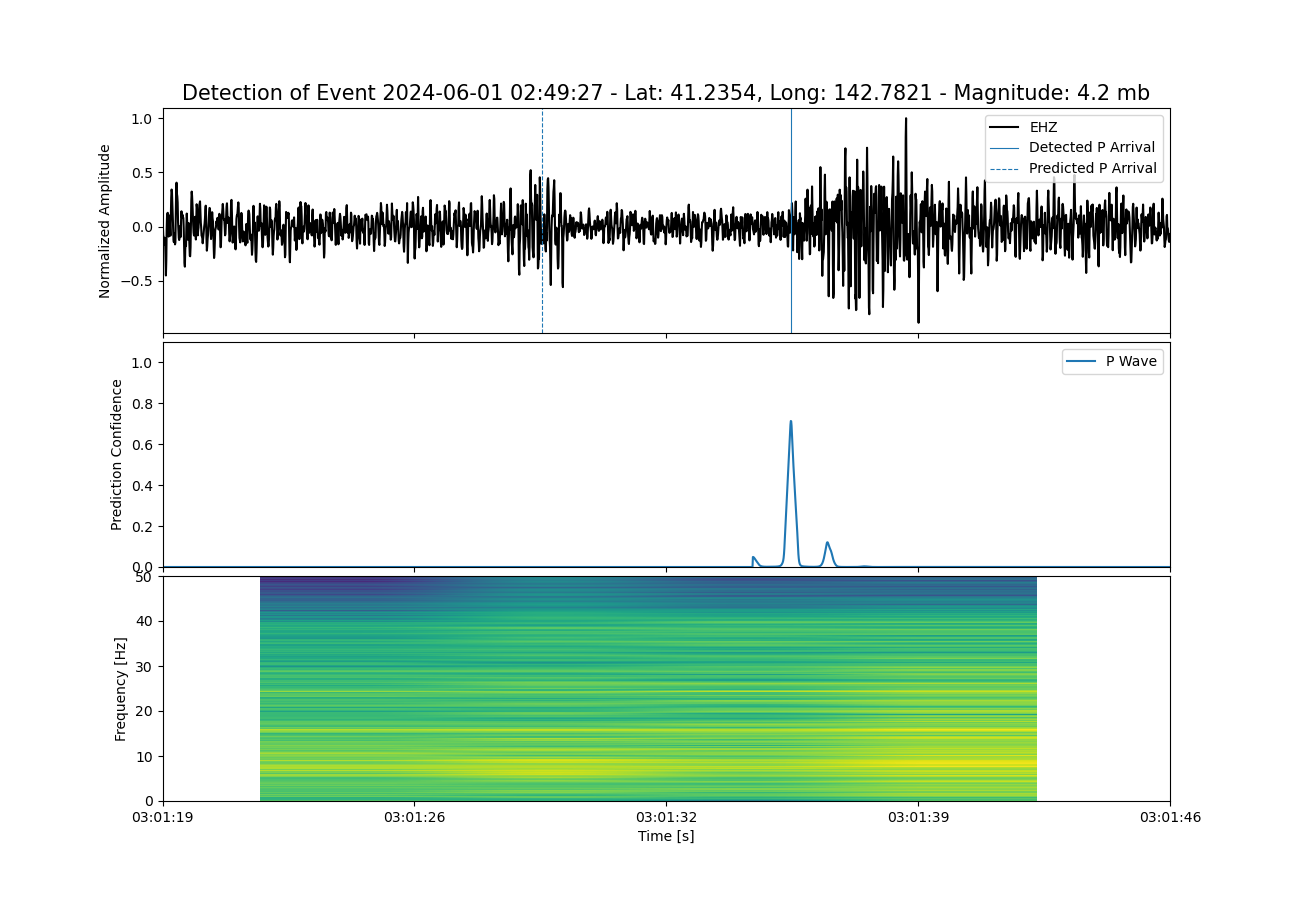 Detection of Event 2024-06-01 02:49:27 - Lat: 41.2354, Long: 142.7821 - Magnitude: 4.2 mb
Normalized Amplitude
1.0
0.5
0.0
−0.5
EHZ
Detected P Arrival
Predicted P Arrival
Prediction Confidence
1.0
0.8
0.6
0.4
0.2
0.0
P Wave
Frequency [Hz]
50
40
30
20
10
0
03:01:19
03:01:26
03:01:32
03:01:39
03:01:46
Time [s]